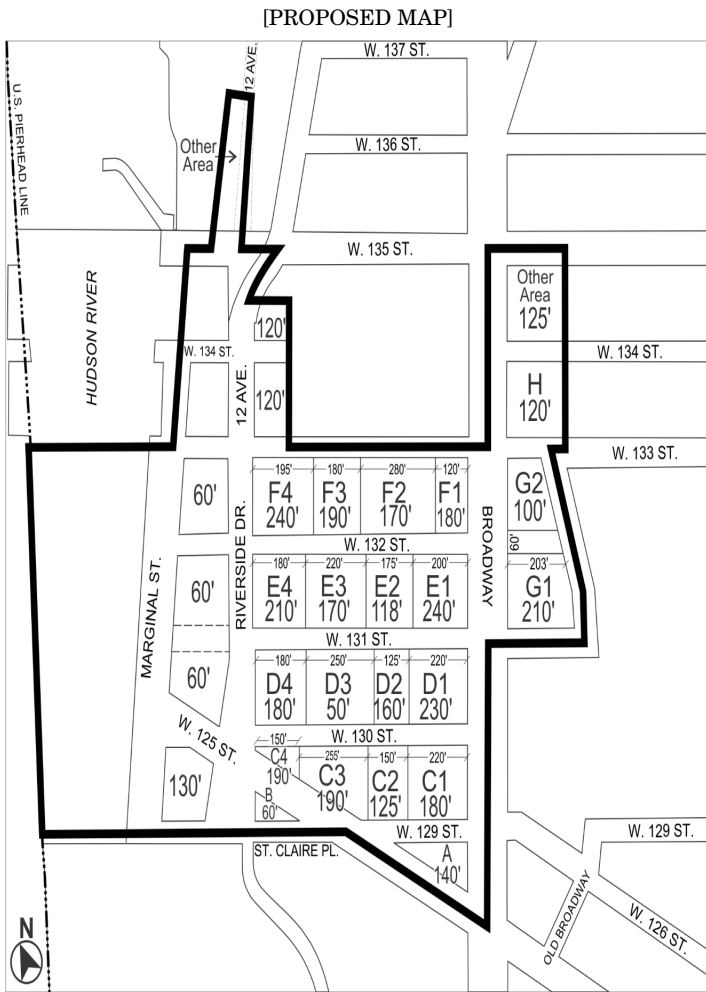 [PROPOSED MAP]
W. 137 ST.
12 AVE.
U.S. PIERHEAD LINE
W. 136 ST.
Other
Area
W. 135 ST.
HUDSON RIVER
Other
Area
125'
120'
W. 134 ST.
W. 134 ST.
12 AVE.
120'
H
120'
W. 133 ST.
195'
180'
280'
120'
F4
240'
F3
190'
F2
170'
F1
180'
G2
100'
60'
60'
BROADWAY
RIVERSIDE DR.
W. 132 ST.
180'
220'
175'
200'
203'
E4
210'
E3
170'
E2
118'
E1
240'
G1
210'
60'
MARGINAL ST.
W. 131 ST.
180'
250'
125'
220'
D4
180'
D3
50'
D2
160'
D1
230'
60'
W. 125 ST.
W. 130 ST.
150'
255'
150'
220'
C4
190'
C3
190'
C2
125'
C1
180'
130'
B
60'
W. 129 ST.
W. 129 ST.
ST. CLAIRE PL.
A
140'
OLD BROADWAY
W. 126 ST.
N